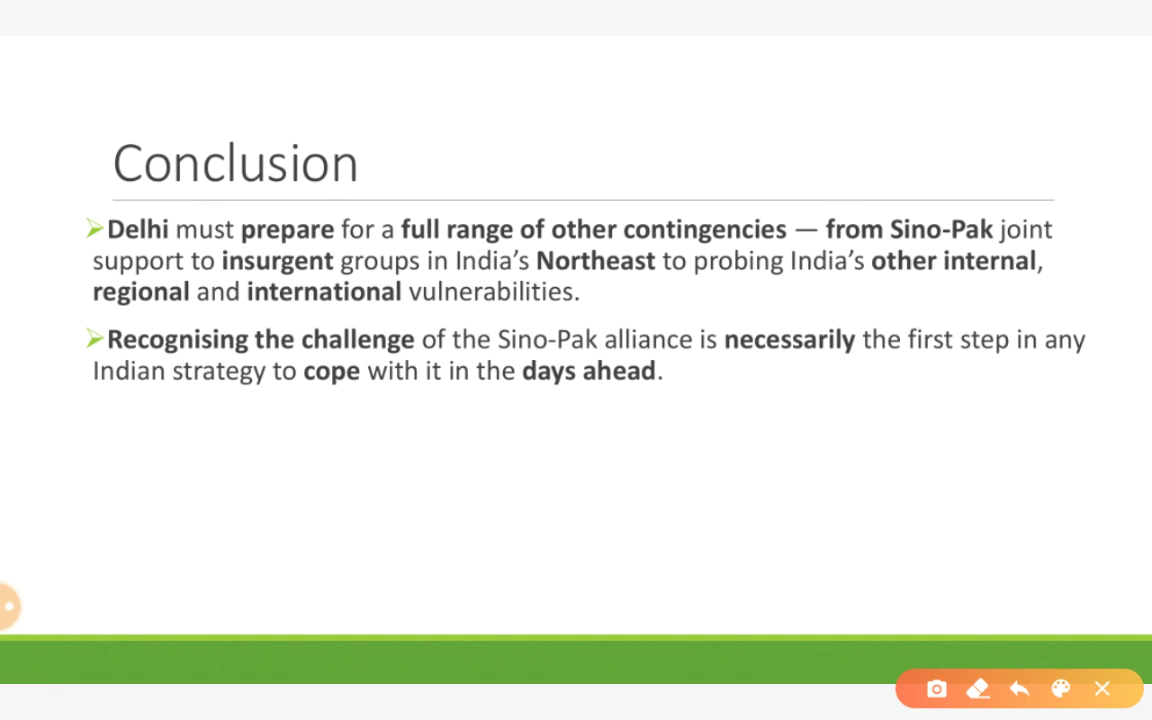 Conclusion
➢Delhi must prepare for a full range of other contingencies — from Sino-Pak joint
support to insurgent groups in India’s Northeast to probing India’s other internal,
regional and international vulnerabilities.
➢Recognising the challenge of the Sino-Pak alliance is necessarily the first step in any
Indian strategy to cope with it in the days ahead.